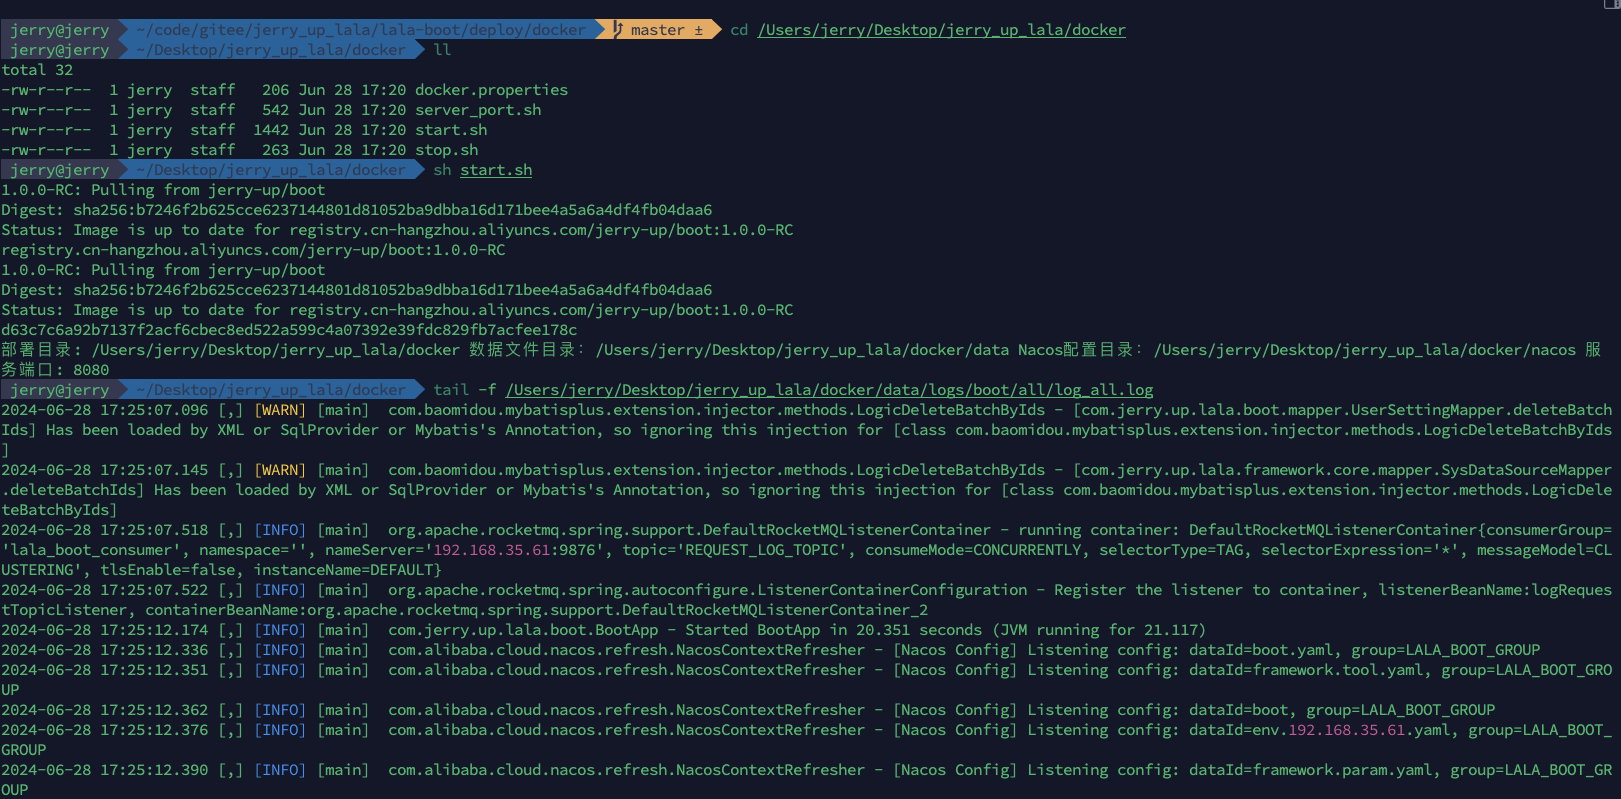 jerry@jerry ~/code/gitee/jerry_up_lala/lala-boot/deploy/docker master ± cd /Users/jerry/Desktop/jerry_up_lala/docker
jerry@jerry ~/Desktop/jerry_up_lala/docker ll
total 32
-rw-r--r-- 1 jerry staff 206 Jun 28 17:20 docker.properties
-rw-r--r-- 1 jerry staff 542 Jun 28 17:20 server_port.sh
-rw-r--r-- 1 jerry staff 1442 Jun 28 17:20 start.sh
-rw-r--r-- 1 jerry staff 263 Jun 28 17:20 stop.sh
jerry@jerry ~/Desktop/jerry_up_lala/docker sh start.sh
1.0.0-RC: Pulling from jerry-up/boot
Digest: sha256:b7246f2b625cce6237144801d81052ba9dbba16d171bee4a5a6a4df4fb04daa6
Status: Image is up to date for registry.cn-hangzhou.aliyuncs.com/jerry-up/boot:1.0.0-RC
registry.cn-hangzhou.aliyuncs.com/jerry-up/boot:1.0.0-RC
1.0.0-RC: Pulling from jerry-up/boot
Digest: sha256:b7246f2b625cce6237144801d81052ba9dbba16d171bee4a5a6a4df4fb04daa6
Status: Image is up to date for registry.cn-hangzhou.aliyuncs.com/jerry-up/boot:1.0.0-RC
d63c7c6a92b7137f2acf6cbec8ed522a599c4a07392e39fdc829fb7acfee178c
部署目录: /Users/jerry/Desktop/jerry_up_lala/docker 数据文件目录: /Users/jerry/Desktop/jerry_up_lala/docker/data Nacos配置目录: /Users/jerry/Desktop/jerry_up_lala/docker/nacos 服
务端口: 8080
jerry@jerry ~/Desktop/jerry_up_lala/docker tail -f /Users/jerry/Desktop/jerry_up_lala/docker/data/logs/boot/all/log_all.log
2024-06-28 17:25:07.096 [,] [WARN] [main] com.baomidou.mybatisplus.extension.injector.methods.LogicDeleteBatchByIds - [com.jerry.up.lala.boot.mapper.UserSettingMapper.deleteBatch
Ids] Has been loaded by XML or SqlProvider or Mybatis's Annotation, so ignoring this injection for [class com.baomidou.mybatisplus.extension.injector.methods.LogicDeleteBatchByIds
]
2024-06-28 17:25:07.145 [,] [WARN] [main] com.baomidou.mybatisplus.extension.injector.methods.LogicDeleteBatchByIds - [com.jerry.up.lala.framework.core.mapper.SysDataSourceMapper
.deleteBatchIds] Has been loaded by XML or SqlProvider or Mybatis's Annotation, so ignoring this injection for [class com.baomidou.mybatisplus.extension.injector.methods.LogicDele
teBatchByIds]
2024-06-28 17:25:07.518 [,] [INFO] [main] org.apache.rocketmq.spring.support.DefaultRocketMQListenerContainer - running container: DefaultRocketMQListenerContainer{consumerGroup=
'lala_boot_consumer', namespace='', nameServer='192.168.35.61:9876', topic='REQUEST_LOG_TOPIC', consumeMode=CONCURRENTLY, selectorType=TAG, selectorExpression='*', messageModel=CL
USTERING', tlsEnable=false, instanceName=DEFAULT}
2024-06-28 17:25:07.522 [,] [INFO] [main] org.apache.rocketmq.spring.autoconfigure.ListenerContainerConfiguration - Register the listener to container, listenerBeanName:logReques
tTopicListener, containerBeanName:org.apache.rocketmq.spring.support.DefaultRocketMQListenerContainer_2
2024-06-28 17:25:12.174 [,] [INFO] [main] com.jerry.up.lala.boot.BootApp - Started BootApp in 20.351 seconds (JVM running for 21.117)
2024-06-28 17:25:12.336 [,] [INFO] [main] com.alibaba.cloud.nacos.refresh.NacosContextRefresher - [Nacos Config] Listening config: dataId=boot.yaml, group=LALA_BOOT_GROUP
2024-06-28 17:25:12.351 [,] [INFO] [main] com.alibaba.cloud.nacos.refresh.NacosContextRefresher - [Nacos Config] Listening config: dataId=framework.tool.yaml, group=LALA_BOOT_GRO
UP
2024-06-28 17:25:12.362 [,] [INFO] [main] com.alibaba.cloud.nacos.refresh.NacosContextRefresher - [Nacos Config] Listening config: dataId=boot, group=LALA_BOOT_GROUP
2024-06-28 17:25:12.376 [,] [INFO] [main] com.alibaba.cloud.nacos.refresh.NacosContextRefresher - [Nacos Config] Listening config: dataId=env.192.168.35.61.yaml, group=LALA_BOOT_
GROUP
2024-06-28 17:25:12.390 [,] [INFO] [main] com.alibaba.cloud.nacos.refresh.NacosContextRefresher - [Nacos Config] Listening config: dataId=framework.param.yaml, group=LALA_BOOT_GR
OUP